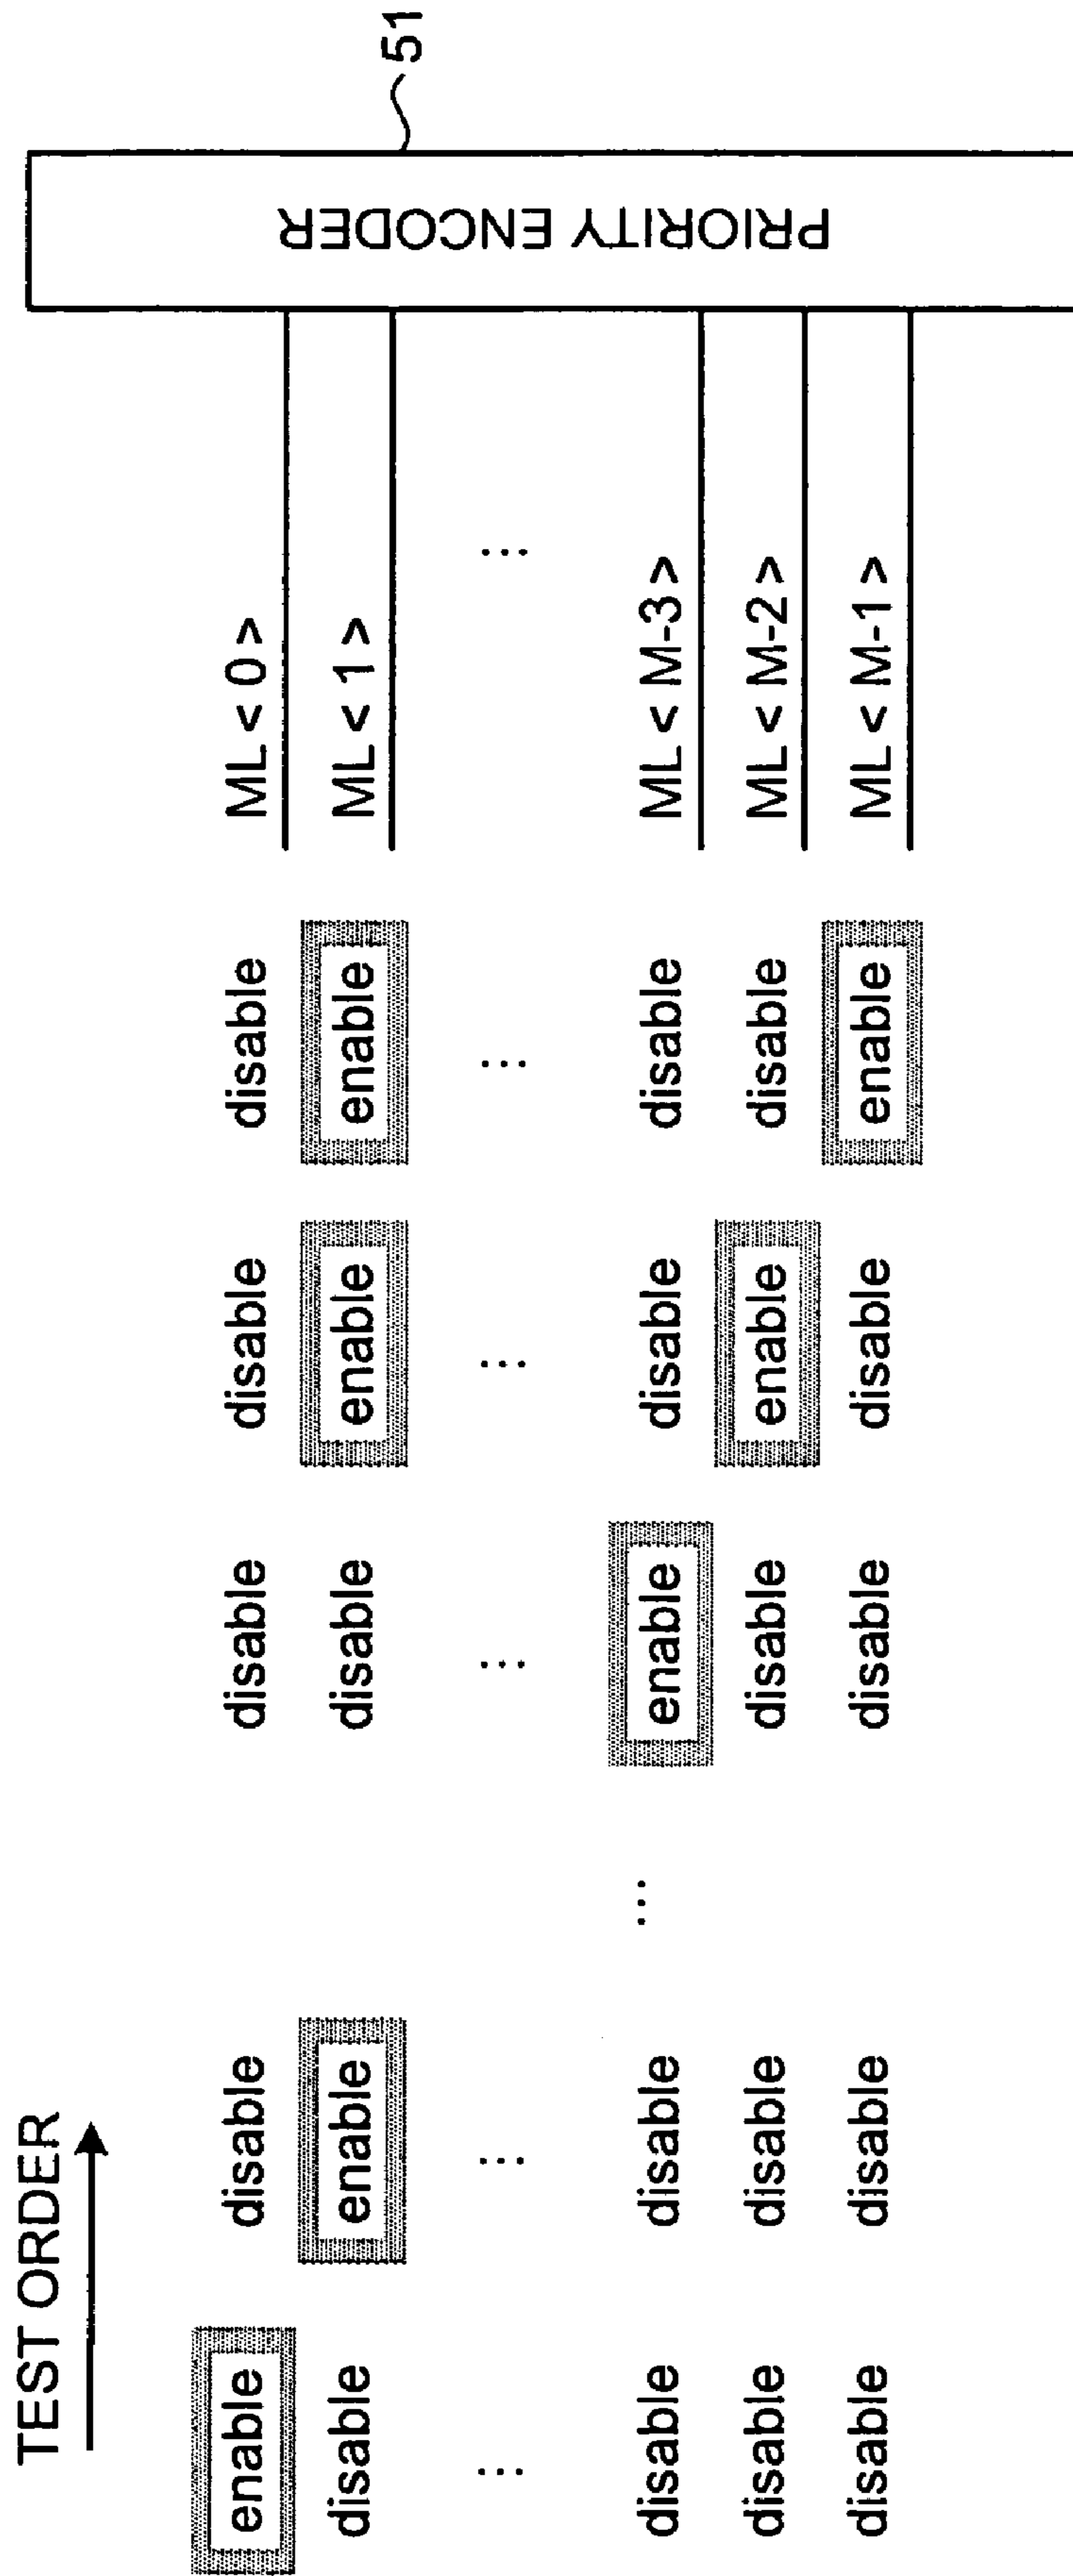 TEST ORDER
enable disable disable disable disable ML < 0 >
disable enable disable enable enable ML < 1 >
... ... ... ... ... ...
disable disable ... enable disable disable ML < M-3 >
disable disable disable enable disable ML < M-2 >
disable disable disable disable enable ML < M-1 >
PRIORITY ENCODER
51